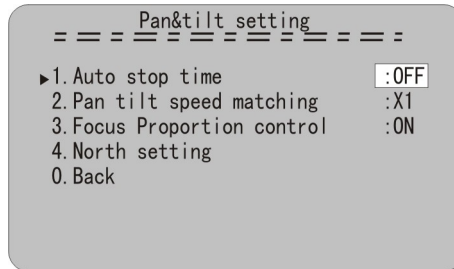 Pan&tilt setting
▶1. Auto stop time :OFF
2. Pan tilt speed matching :X1
3. Focus Proportion control :ON
4. North setting
0. Back